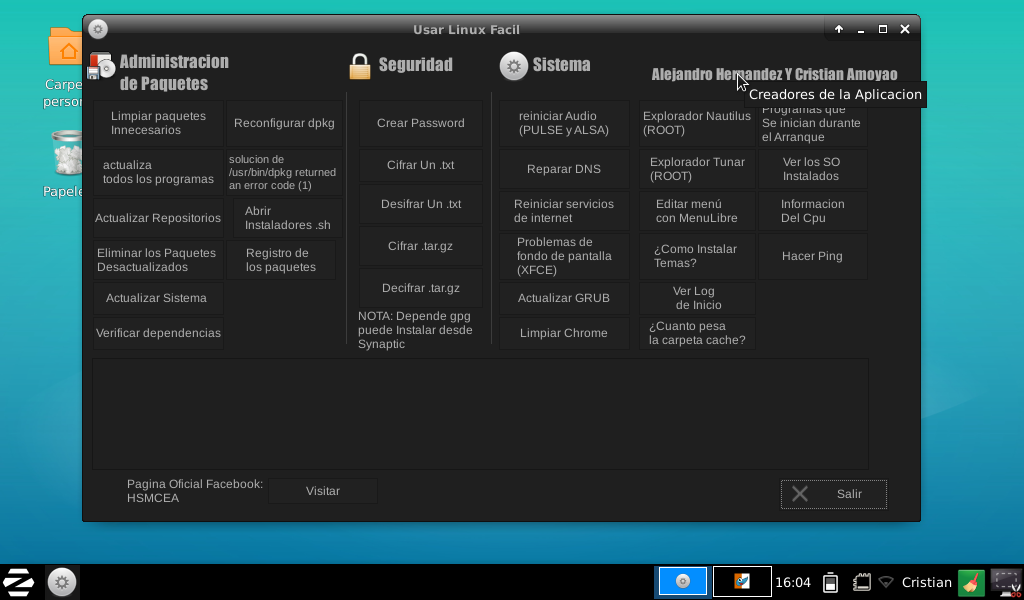 Usar Linux Facil
Carpe
person
Papele
Administracion
de Paquetes
Seguridad
Sistema
Alejandro Hernandez Y Cristian Amoyao
Creadores de la Aplicacion
Limpiar paquetes
Innecesarios
Reconfigurar dpkg
actualiza
todos los programas
solucion de
/usr/bin/dpkg returned
an error code (1)
Actualizar Repositorios
Abrir
Instaladores .sh
Eliminar los Paquetes
Desactualizados
Registro de
los paquetes
Actualizar Sistema
Verificar dependencias
Crear Password
Cifrar Un .txt
Desifrar Un .txt
Cifrar .tar.gz
Decifrar .tar.gz
NOTA: Depende gpg
puede Instalar desde
Synaptic
reiniciar Audio
(PULSE y ALSA)
Explorador Nautilus
(ROOT)
Programas que
Se inician durante
el Arranque
Reparar DNS
Explorador Tunar
(ROOT)
Ver los SO
Instalados
Reiniciar servicios
de internet
Editar menú
con MenuLibre
Informacion
Del Cpu
Problemas de
fondo de pantalla
(XFCE)
¿Como Instalar
Temas?
Hacer Ping
Actualizar GRUB
Ver Log
de Inicio
Limpiar Chrome
¿Cuanto pesa
la carpeta cache?
Pagina Oficial Facebook:
HSMCEA
Visitar
Salir
16:04
Cristian